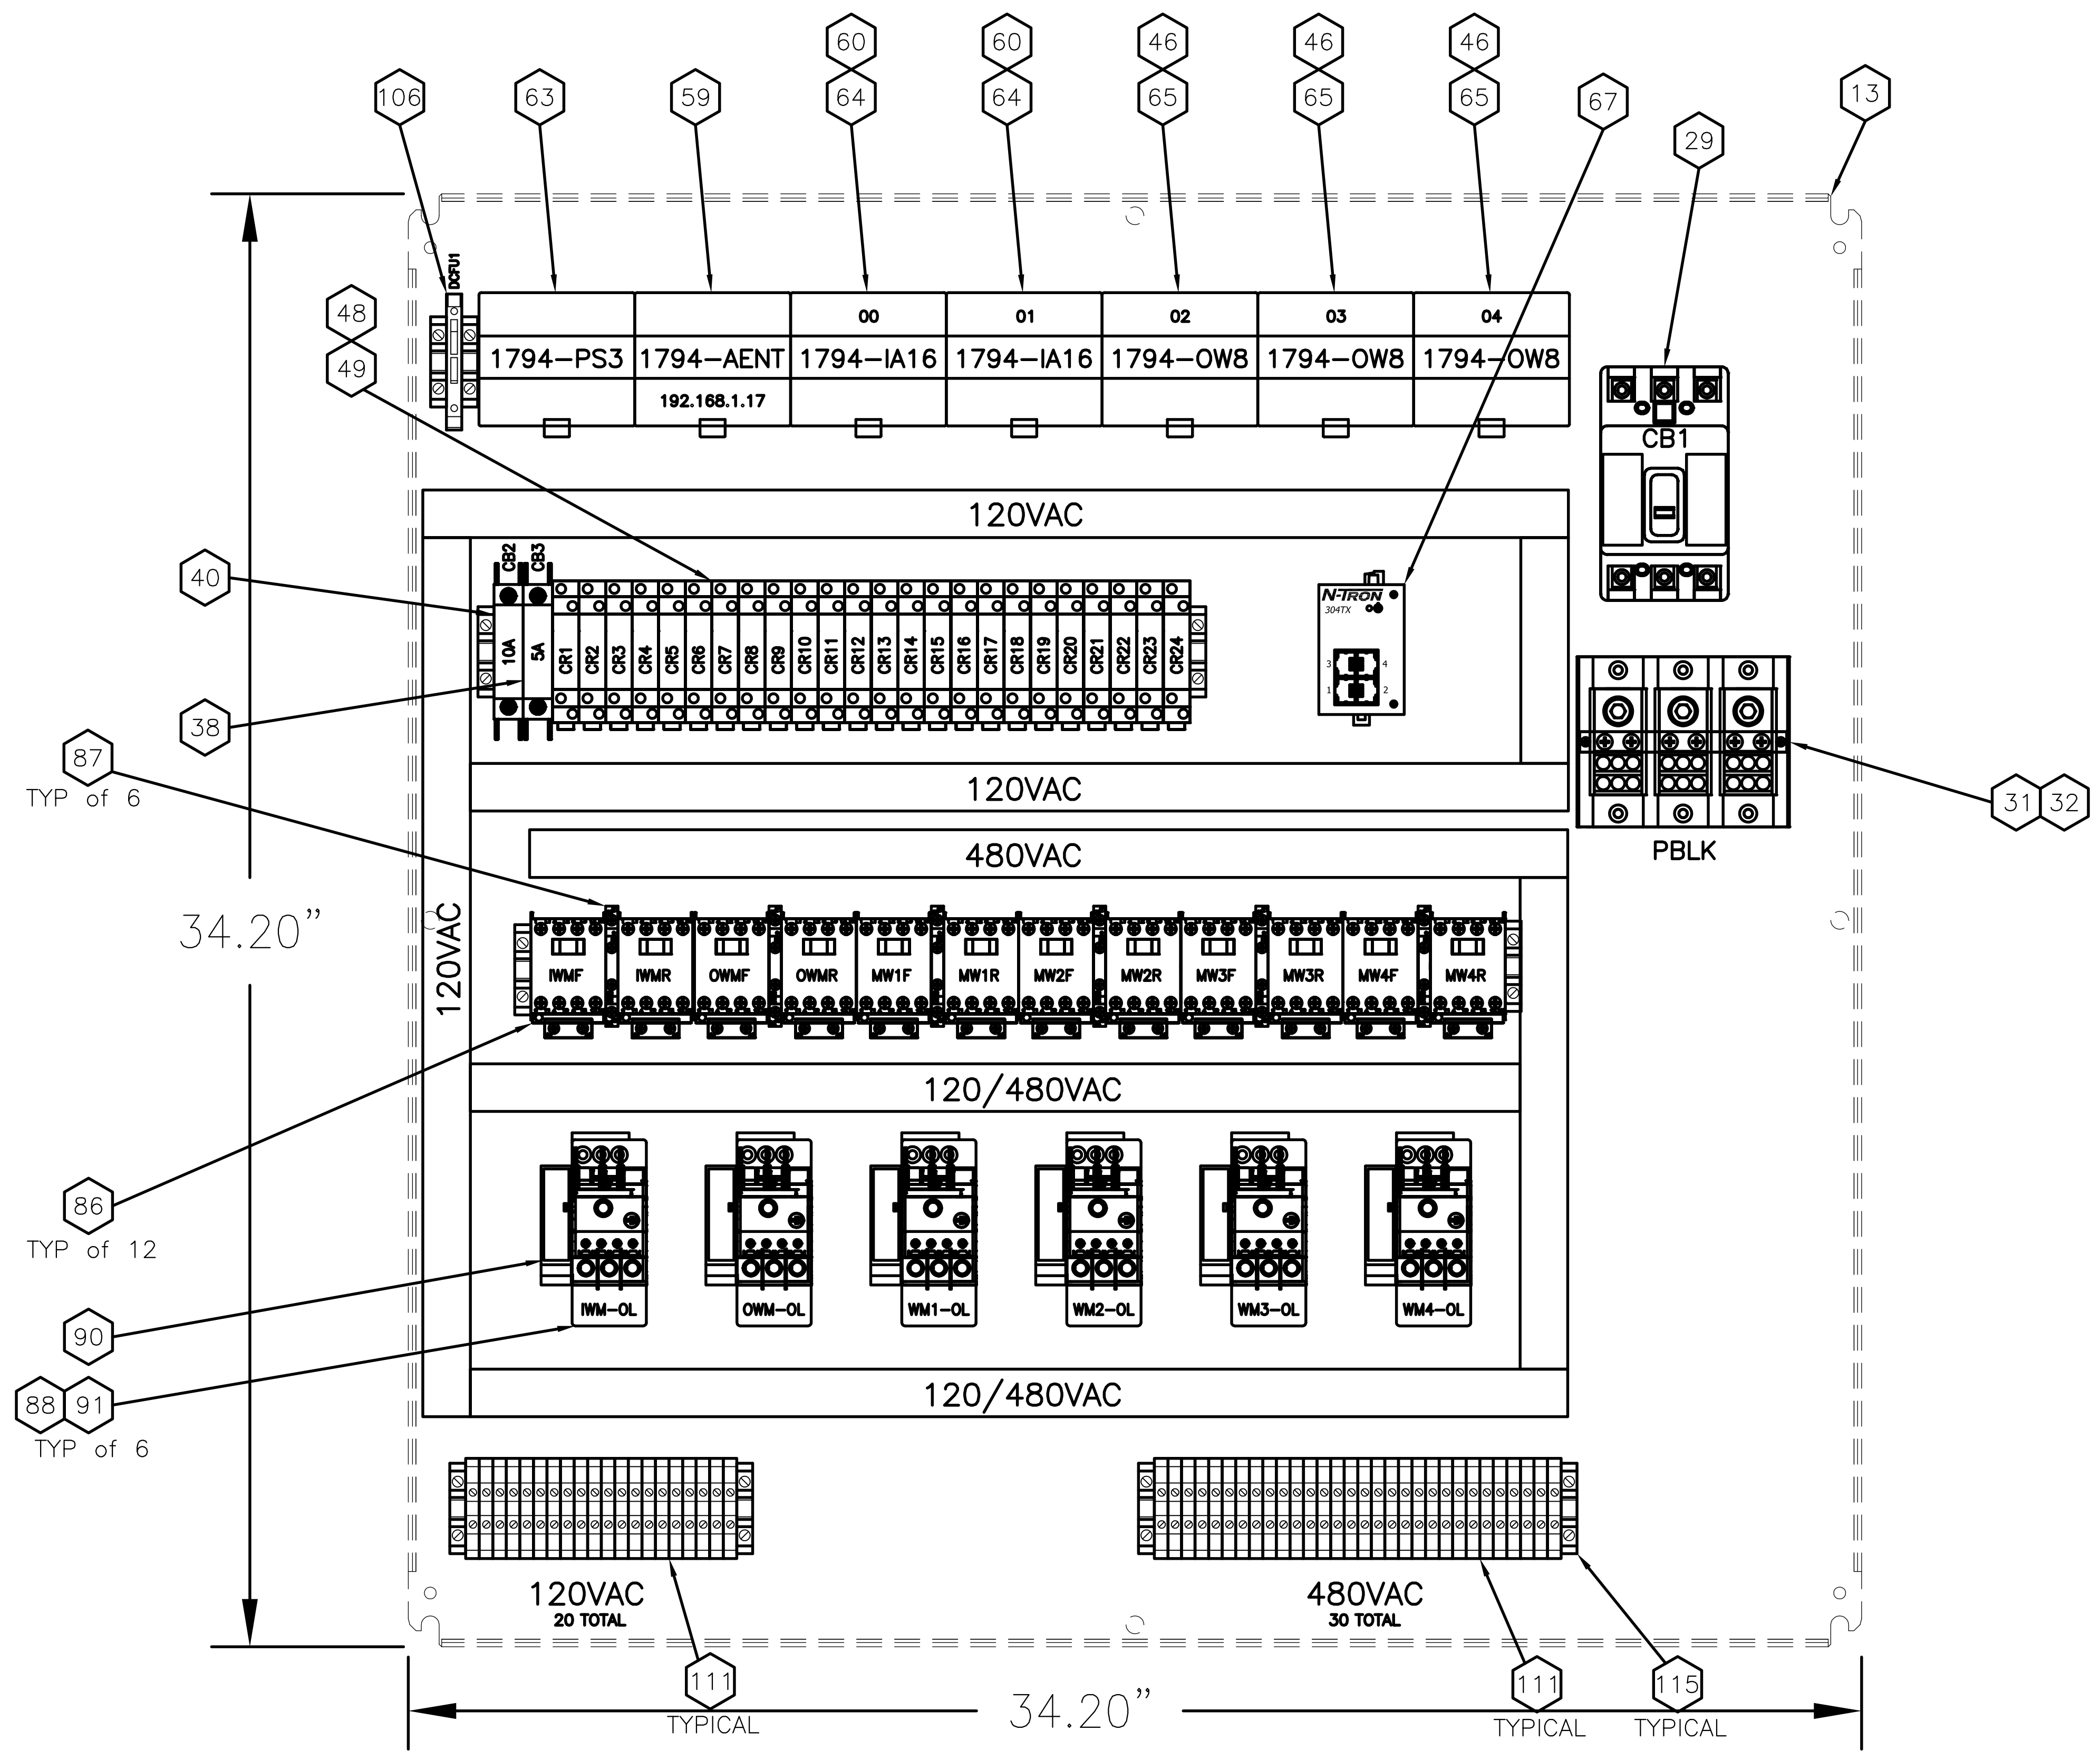 60 60 46 46 46
106 63 59 64 64 65 65 65 67 13
29
DCFU1
48
49
00 01 02 03 04
1794-PS3 1794-AENT 1794-IA16 1794-IA16 1794-OW8 1794-OW8 1794-OW8
192.168.1.17
CB1
120VAC
40
CB2 CB3
10A 5A CR1 CR2 CR3 CR4 CR5 CR6 CR7 CR8 CR9 CR10 CR11 CR12 CR13 CR14 CR15 CR16 CR17 CR18 CR19 CR20 CR21 CR22 CR23 CR24
N-TRON
304TX
3 4
1 2
38
87
TYP of 6
120VAC
31 32
PBLK
480VAC
34.20”
120VAC
IWMF IWMR OWMF OWMR MW1F MW1R MW2F MW2R MW3F MW3R MW4F MW4R
120/480VAC
86
TYP of 12
90
IWM-OL OWM-OL WM1-OL WM2-OL WM3-OL WM4-OL
88 91
TYP of 6
120/480VAC
120VAC
20 TOTAL
480VAC
30 TOTAL
111
TYPICAL
34.20”
111
TYPICAL
115
TYPICAL